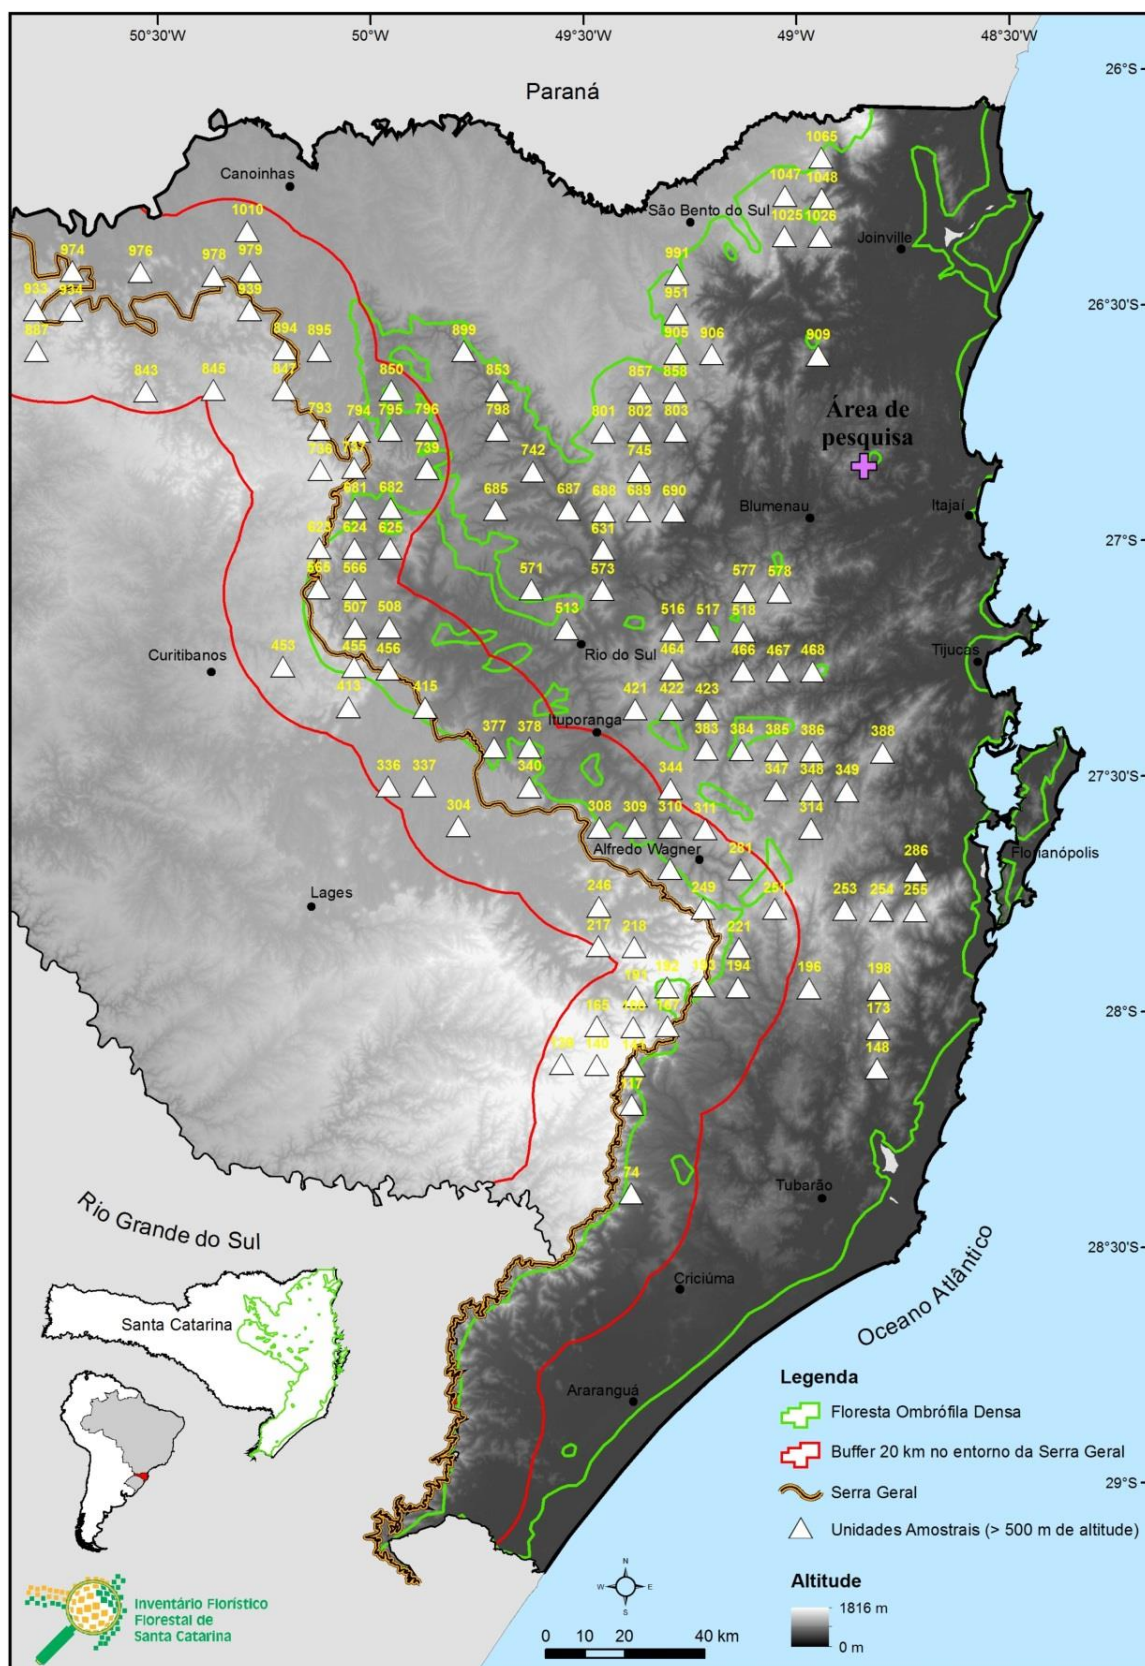 50°30'W 50°W 49°30'W 49°W 48°30'W
26°S
Paraná
1065
Canoinhas
1047 1048
São Bento do Sul
1010
1025 1026
Joinville
974 976 978 979
991
933 934 939
951
26°30'S
887 894 895 899
905 906 909
843 845 847 850 853
857 858
793 794 795 796 798
801 802 803
Área de
pesquisa
736 737 739 742 745
681 682 685 687 688 689 690
Blumenau
Itajaí
623 624 625 631
27°S
565 566 571 573 577 578
507 508 513 516 517 518
Rio do Sul
Curitibanos
453 455 456 464 466 467 468
Tijucas
413 415 421 422 423
Ituporanga
377 378 383 384 385 386 388
336 337 340 344 347 348 349
27°30'S
304 308 309 310 311 314
Alfredo Wagner
281 286
Florianópolis
Lages
246 249 251 253 254 255
217 218 221
192 193 194 196 198
28°S
165 167 173
140 148
117
74
Tubarão
Rio Grande do Sul
28°30'S
Criciúma
Oceano Atlântico
Santa Catarina
Araranguá
Legenda
Floresta Ombrófila Densa
Buffer 20 km no entorno da Serra Geral
Serra Geral
29°S
Unidades Amostrais (> 500 m de altitude)
Altitude
1816 m
0 m
N
W E
S
0 10 20 40 km
Inventário Florístico
Florestal de
Santa Catarina